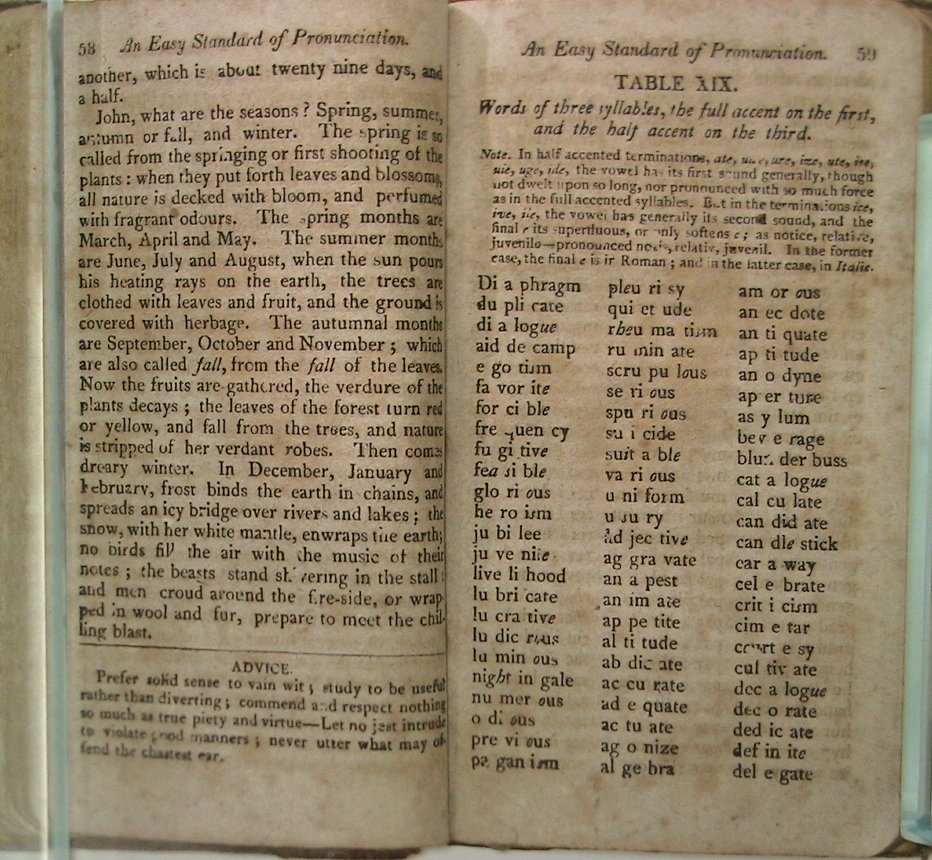 58 An Easy Standard of Pronunciation.
another, which is about twenty nine days, and
a half.
John, what are the seasons? Spring, summer,
autumn or fall, and winter. The spring is so
called from the springing or first shooting of the
plants: when they put forth leaves and blossoms,
all nature is decked with bloom, and perfumed
with fragrant odours. The spring months are
March, April and May. The summer months
are June, July and August, when the sun pours
his heating rays on the earth, the trees are
clothed with leaves and fruit, and the ground is
covered with herbage. The autumnal months
are September, October and November; which
are also called fall, from the fall of the leaves.
Now the fruits are gathered, the verdure of the
plants decays; the leaves of the forest turn red
or yellow, and fall from the trees, and nature
is stripped of her verdant robes. Then comes
dreary winter. In December, January and
February, frost binds the earth in chains, and
spreads an icy bridge over rivers and lakes; the
snow, with her white mantle, enwraps the earth;
no birds fill the air with the music of their
notes; the beasts stand shivering in the stall;
and men croud around the fire-side, or wrap-
ped in wool and fur, prepare to meet the chil-
ling blast.
ADVICE.
Prefer solid sense to vain wit; study to be useful
rather than diverting; commend and respect nothing
so much as true piety and virtue—Let no jest intrude
to violate good manners; never utter what may of-
fend the chastest ear.
An Easy Standard of Pronunciation. 59
TABLE XIX.
Words of three syllables, the full accent on the first,
and the half accent on the third.
Note. In half accented terminations, ate, ure, ize, ute,
uge, ide, the vowel has its first sound generally, though
not dwelt upon so long, nor pronounced with so much force
as in the full accented syllables. But in the terminations ice,
ive, ile, the vowel has generally its second sound, and the
final e is superfluous, or only softens c; as notice, relative,
juvenile—pronounced notis, relativ, juvenil. In the former
case, the final e is in Roman; and in the latter case, in Italic.
Di a phragm
du pli cate
di a logue
aid de camp
e go tism
fa vor ite
for ci ble
fre quen cy
fu gi tive
fea si ble
glo ri ous
he ro ism
ju bi lee
ju ve nile
live li hood
lu bri cate
lu cra tive
lu dic rous
lu min ous
night in gale
nu mer ous
o di ous
pre vi ous
pa gan ism
pleu ri sy
qui et ude
rheu ma tism
ru min ate
scru pu lous
se ri ous
spu ri ous
su i cide
suit a ble
va ri ous
u ni form
u su ry
ad jec tive
ag gra vate
an a pest
an im ate
ap pe tite
al ti tude
ab dic ate
ac cu rate
ad e quate
ac tu ate
ag o nize
al ge bra
am or ous
an ec dote
an ti quate
ap ti tude
an o dyne
ap er ture
as y lum
bev e rage
blun der buss
cat a logue
cal cu late
can did ate
can dle stick
car a way
cel e brate
crit i cism
cim e tar
court e sy
cul tiv ate
dec a logue
dec o rate
ded ic ate
def in ite
del e gate